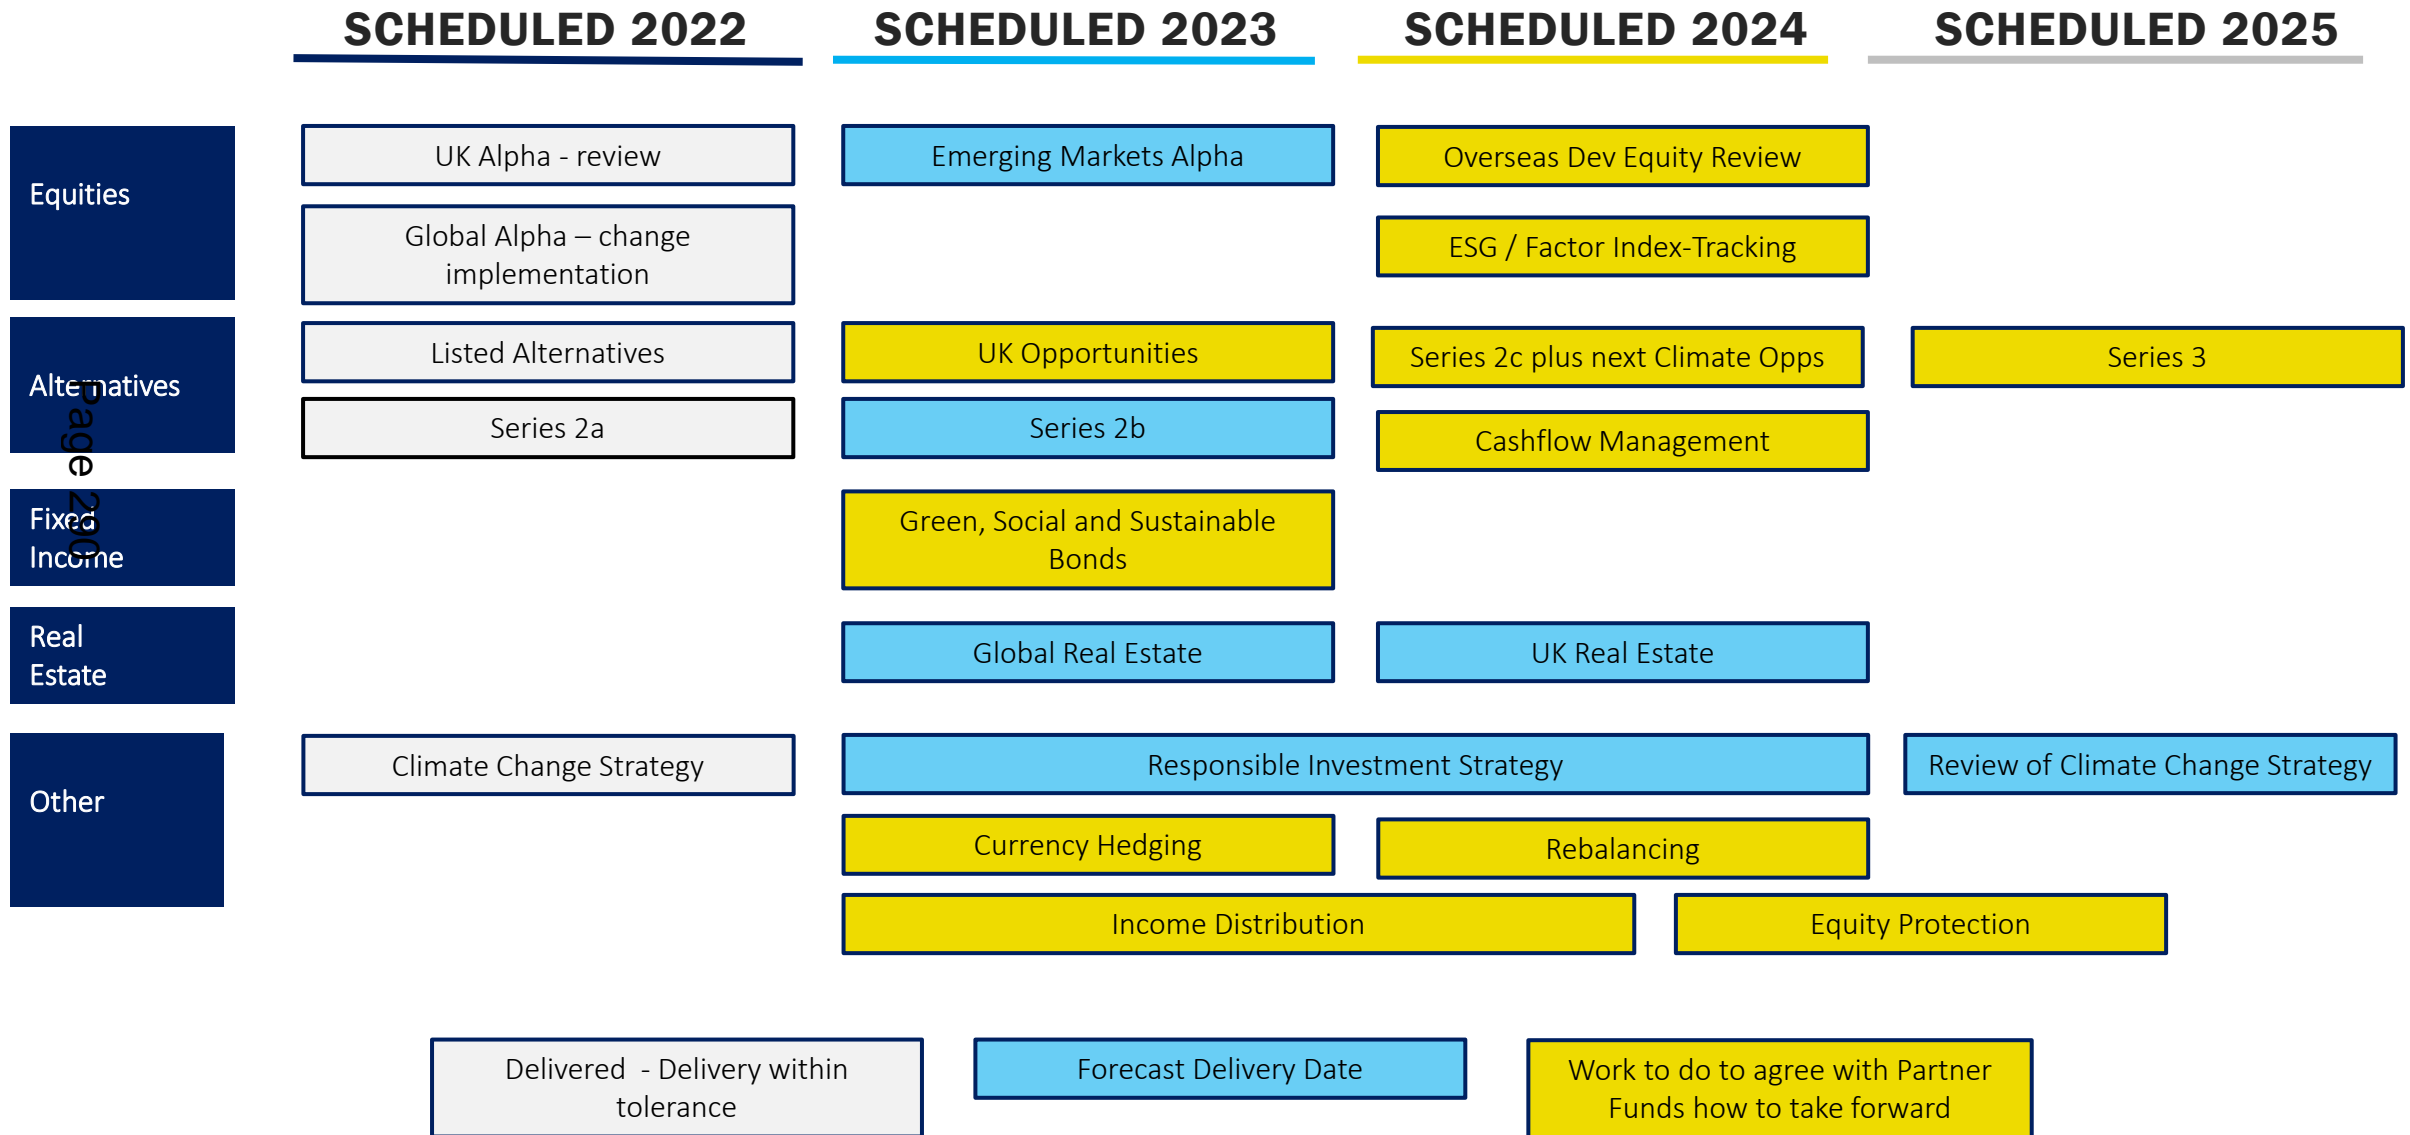 SCHEDULED 2022
SCHEDULED 2023
SCHEDULED 2024
SCHEDULED 2025
Equities
UK Alpha - review
Emerging Markets Alpha
Overseas Dev Equity Review
Global Alpha – change
implementation
ESG / Factor Index-Tracking
Alternatives
Listed Alternatives
UK Opportunities
Series 2c plus next Climate Opps
Series 3
Series 2a
Series 2b
Cashflow Management
Page 290
Fixed
Income
Green, Social and Sustainable
Bonds
Real
Estate
Global Real Estate
UK Real Estate
Other
Climate Change Strategy
Responsible Investment Strategy
Review of Climate Change Strategy
Currency Hedging
Rebalancing
Income Distribution
Equity Protection
Delivered - Delivery within
tolerance
Forecast Delivery Date
Work to do to agree with Partner
Funds how to take forward